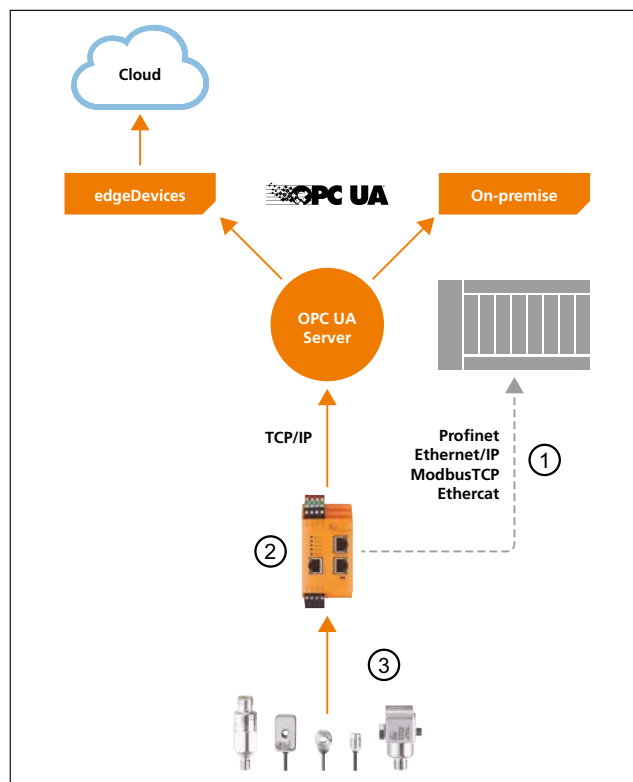 Cloud
edgeDevices
OPC UA
On-premise
OPC UA
Server
TCP/IP
Profinet
Ethernet/IP
ModbusTCP
Ethercat
1
2
3